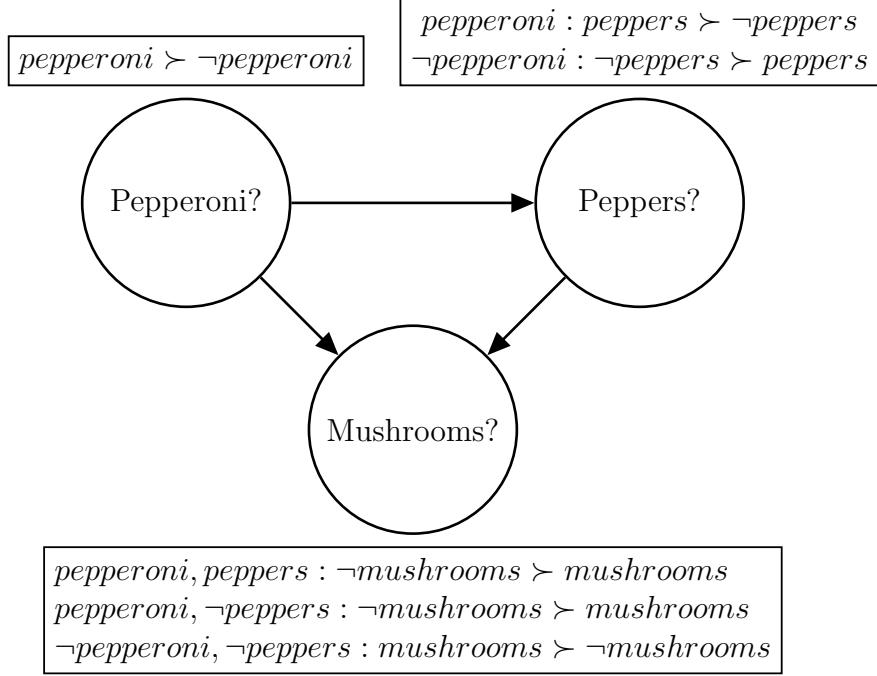 pepperoni ≻ ¬pepperoni
pepperoni : peppers ≻ ¬peppers
¬pepperoni : ¬peppers ≻ peppers
Pepperoni?
Peppers?
Mushrooms?
pepperoni, peppers : ¬mushrooms ≻ mushrooms
pepperoni, ¬peppers : ¬mushrooms ≻ mushrooms
¬pepperoni, ¬peppers : mushrooms ≻ ¬mushrooms